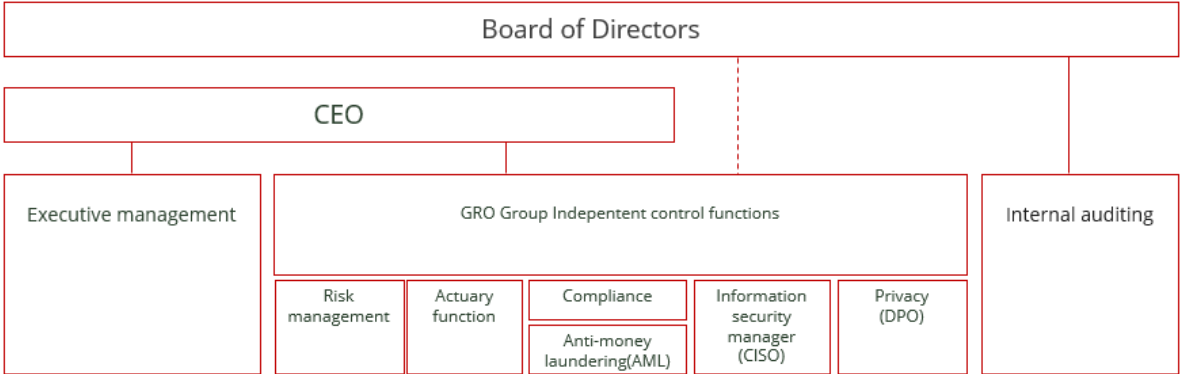 Board of Directors
CEO
Executive management
GRO Group Indepentent control functions
Internal auditing
Risk
management
Actuary
function
Compliance
Anti-money
laundering(AML)
Information
security
manager
(CISO)
Privacy
(DPO)